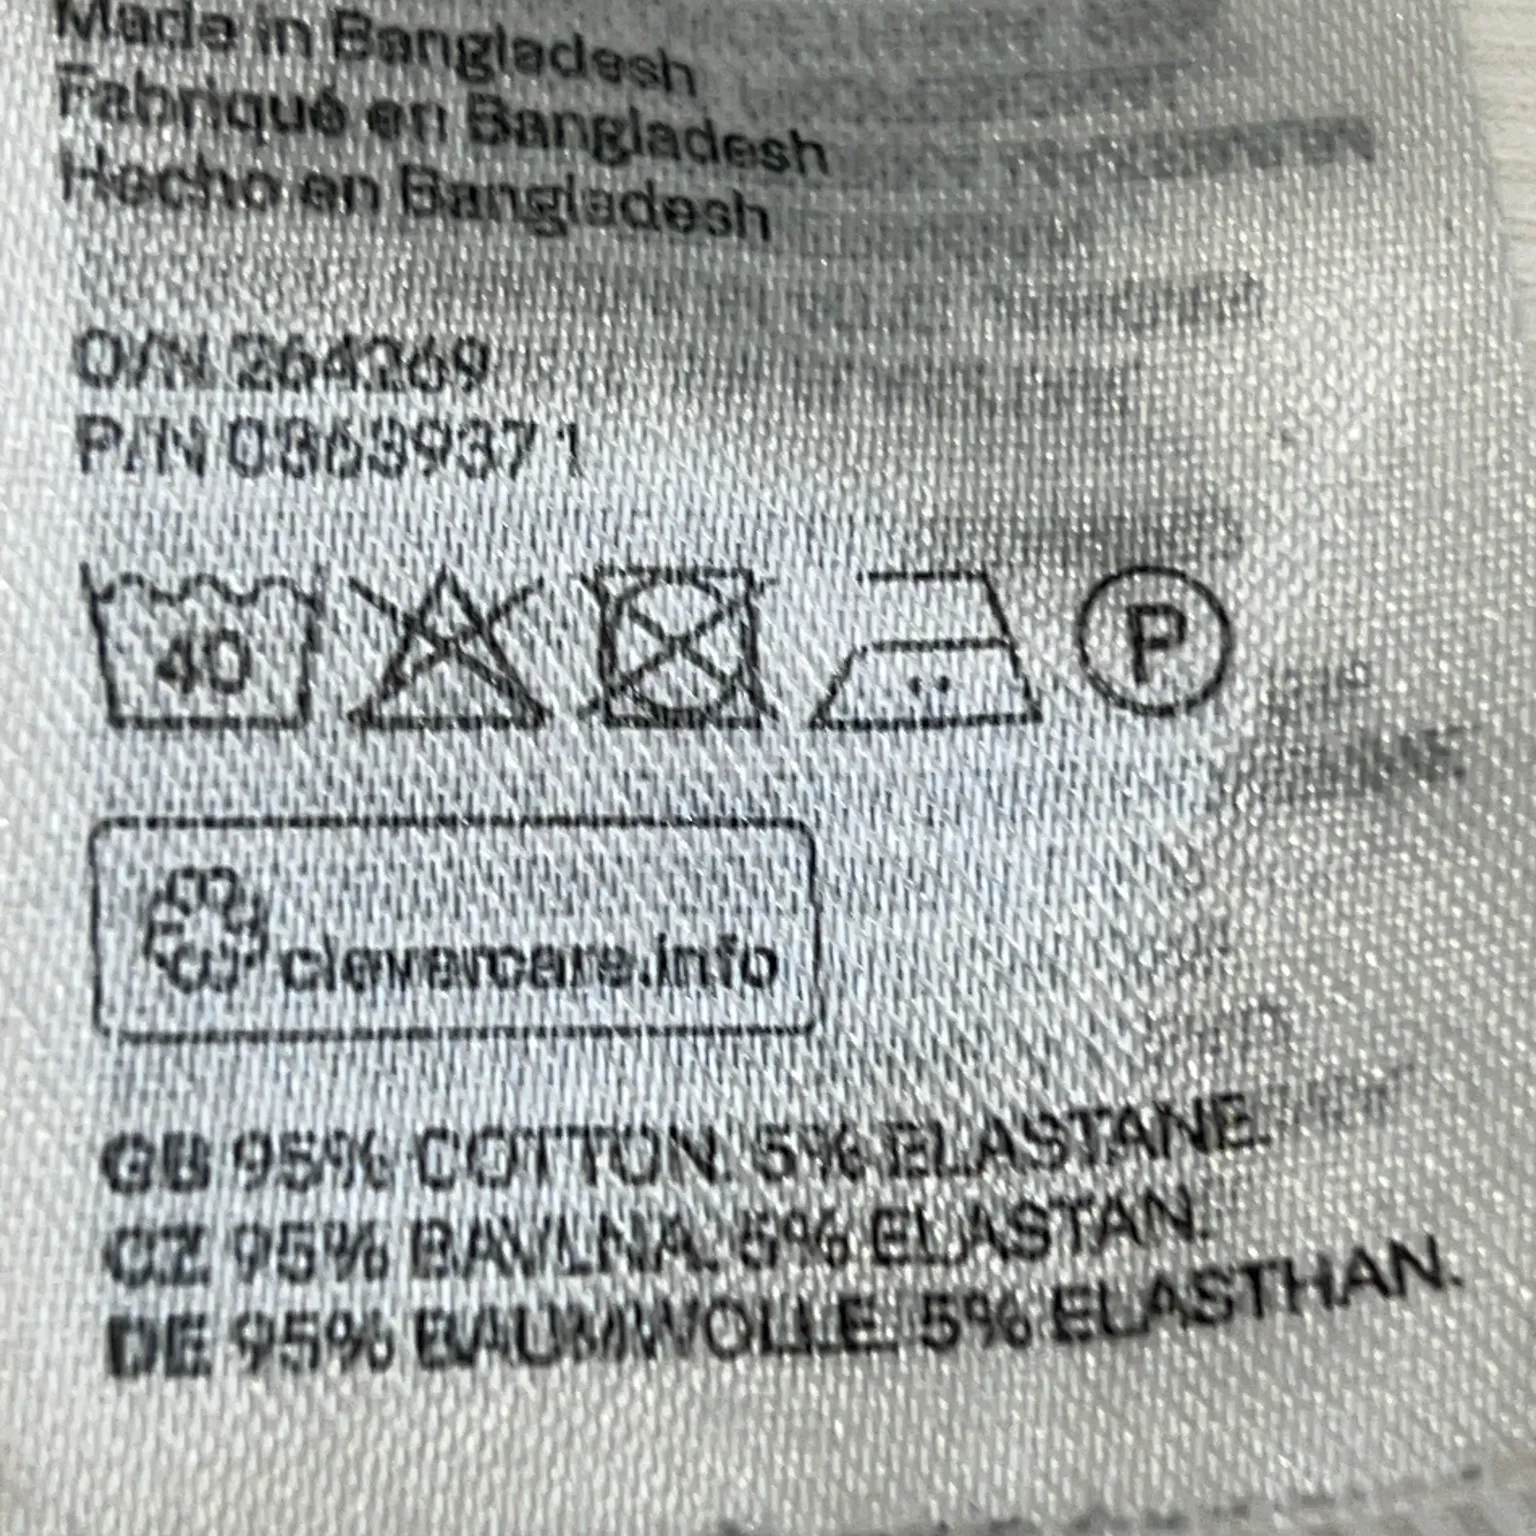 Made in Bangladesh
Fabriqué en Bangladesh
Hecho en Bangladesh
O/N 264269
P/N 0363937 1
40
P
clevercare.info
GB 95% COTTON. 5% ELASTANE.
CZ 95% BAVLNA. 5% ELASTAN.
DE 95% BAUMWOLLE. 5% ELASTHAN.